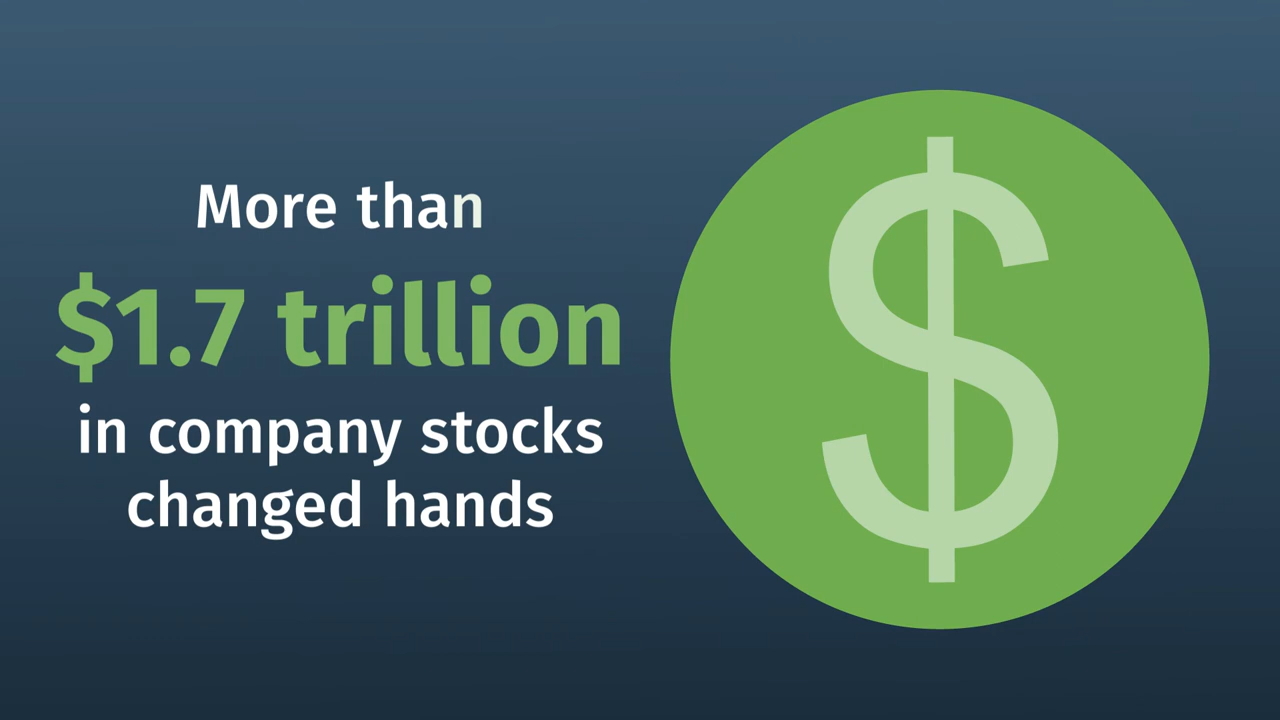 More than
$1.7 trillion
in company stocks
changed hands
$